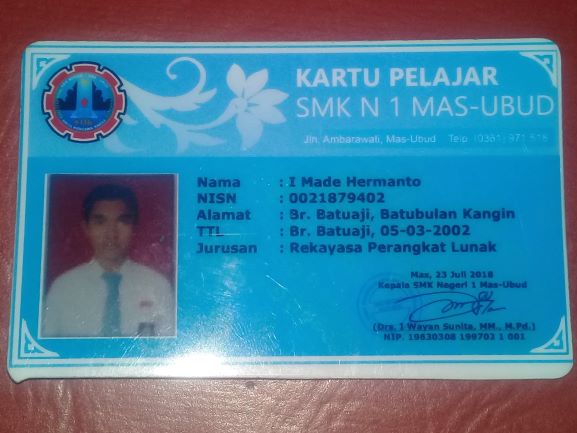 KARTU PELAJAR
SMK N 1 MAS-UBUD
Jln. Ambarawati, Mas-Ubud Telp. (0361) 971 516
Nama : I Made Hermanto
NISN : 0021879402
Alamat : Br. Batuaji, Batubulan Kangin
TTL : Br. Batuaji, 05-03-2002
Jurusan : Rekayasa Perangkat Lunak
Mas, 23 Juli 2018
Kepala SMK Negeri 1 Mas-Ubud
(Drs. I Wayan Sunita, MM., M.Pd.)
NIP. 19630308 199702 1 001